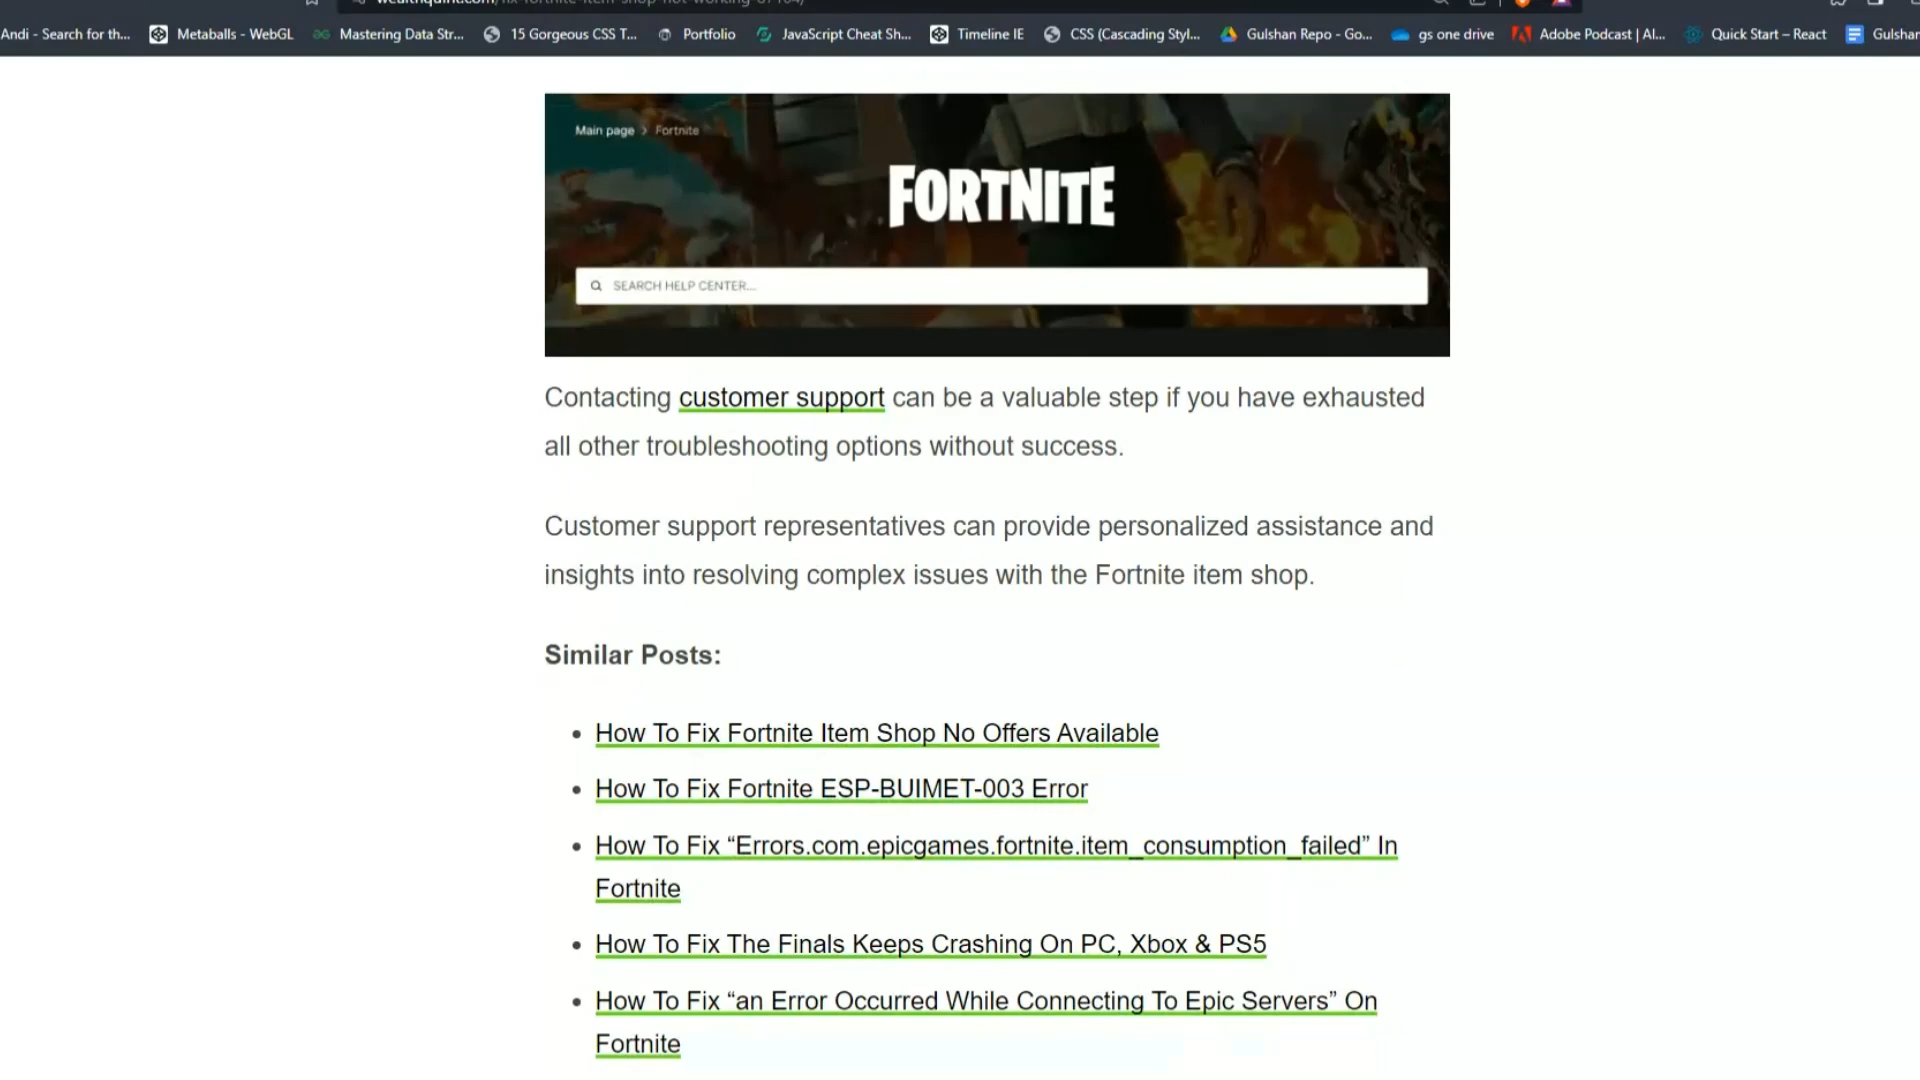 Andi - Search for th... Metaballs - WebGL Mastering Data Str... 15 Gorgeous CSS T... Portfolio JavaScript Cheat Sh... Timeline IE CSS (Cascading Styl... Gulshan Repo - Go... gs one drive Adobe Podcast | AI... Quick Start – React Gulshan
Main page > Fortnite
FORTNITE
SEARCH HELP CENTER...
Contacting customer support can be a valuable step if you have exhausted
all other troubleshooting options without success.
Customer support representatives can provide personalized assistance and
insights into resolving complex issues with the Fortnite item shop.
Similar Posts:
• How To Fix Fortnite Item Shop No Offers Available
• How To Fix Fortnite ESP-BUIMET-003 Error
• How To Fix “Errors.com.epicgames.fortnite.item_consumption_failed” In
Fortnite
• How To Fix The Finals Keeps Crashing On PC, Xbox & PS5
• How To Fix “an Error Occurred While Connecting To Epic Servers” On
Fortnite